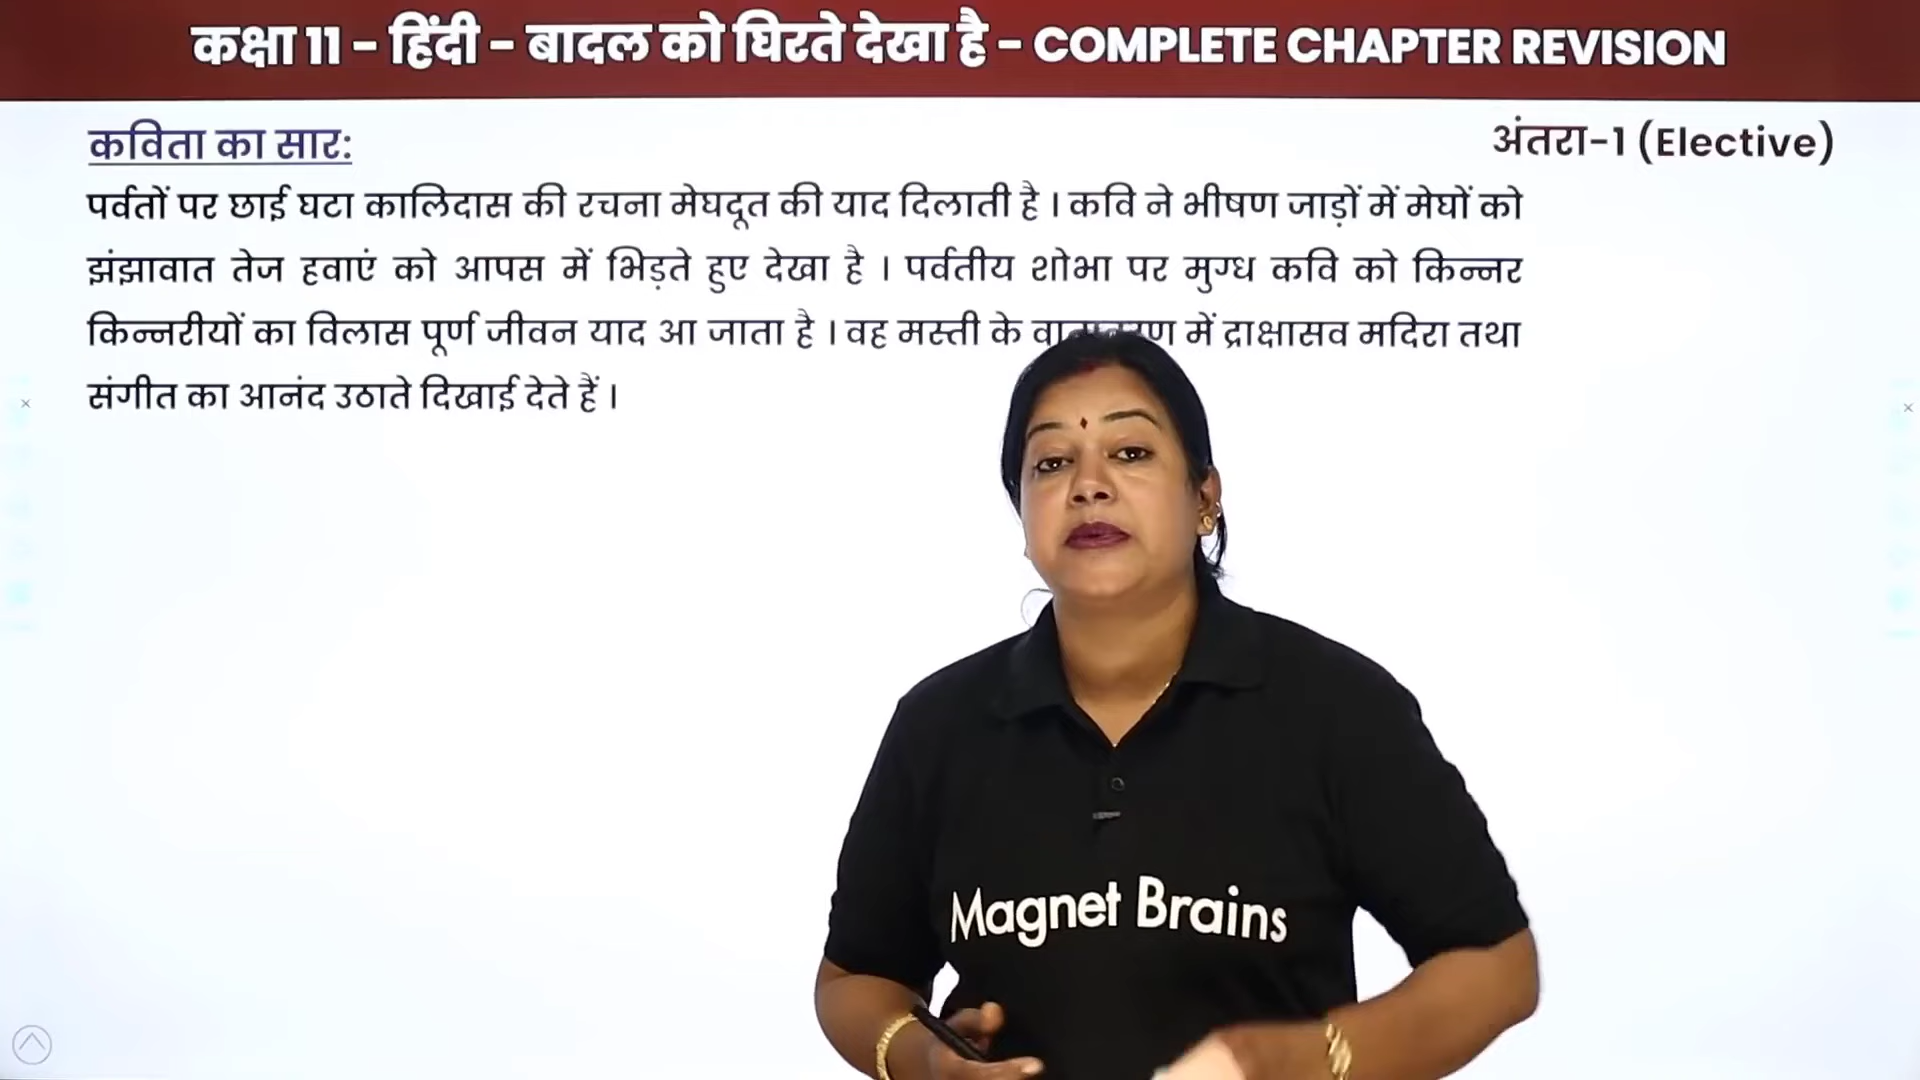 कक्षा 11 - हिंदी - बादल को घिरते देखा है - COMPLETE CHAPTER REVISION
कविता का सार:
अंतरा-1 (Elective)
पर्वतों पर छाई घटा कालिदास की रचना मेघदूत की याद दिलाती है । कवि ने भीषण जाड़ों में मेघों को
झंझावात तेज हवाएं को आपस में भिड़ते हुए देखा है । पर्वतीय शोभा पर मुग्ध कवि को किन्नर
किन्नरीयों का विलास पूर्ण जीवन याद आ जाता है । वह मस्ती के में द्राक्षासव मदिरा तथा
संगीत का आनंद उठाते दिखाई देते हैं ।
Magnet Brains